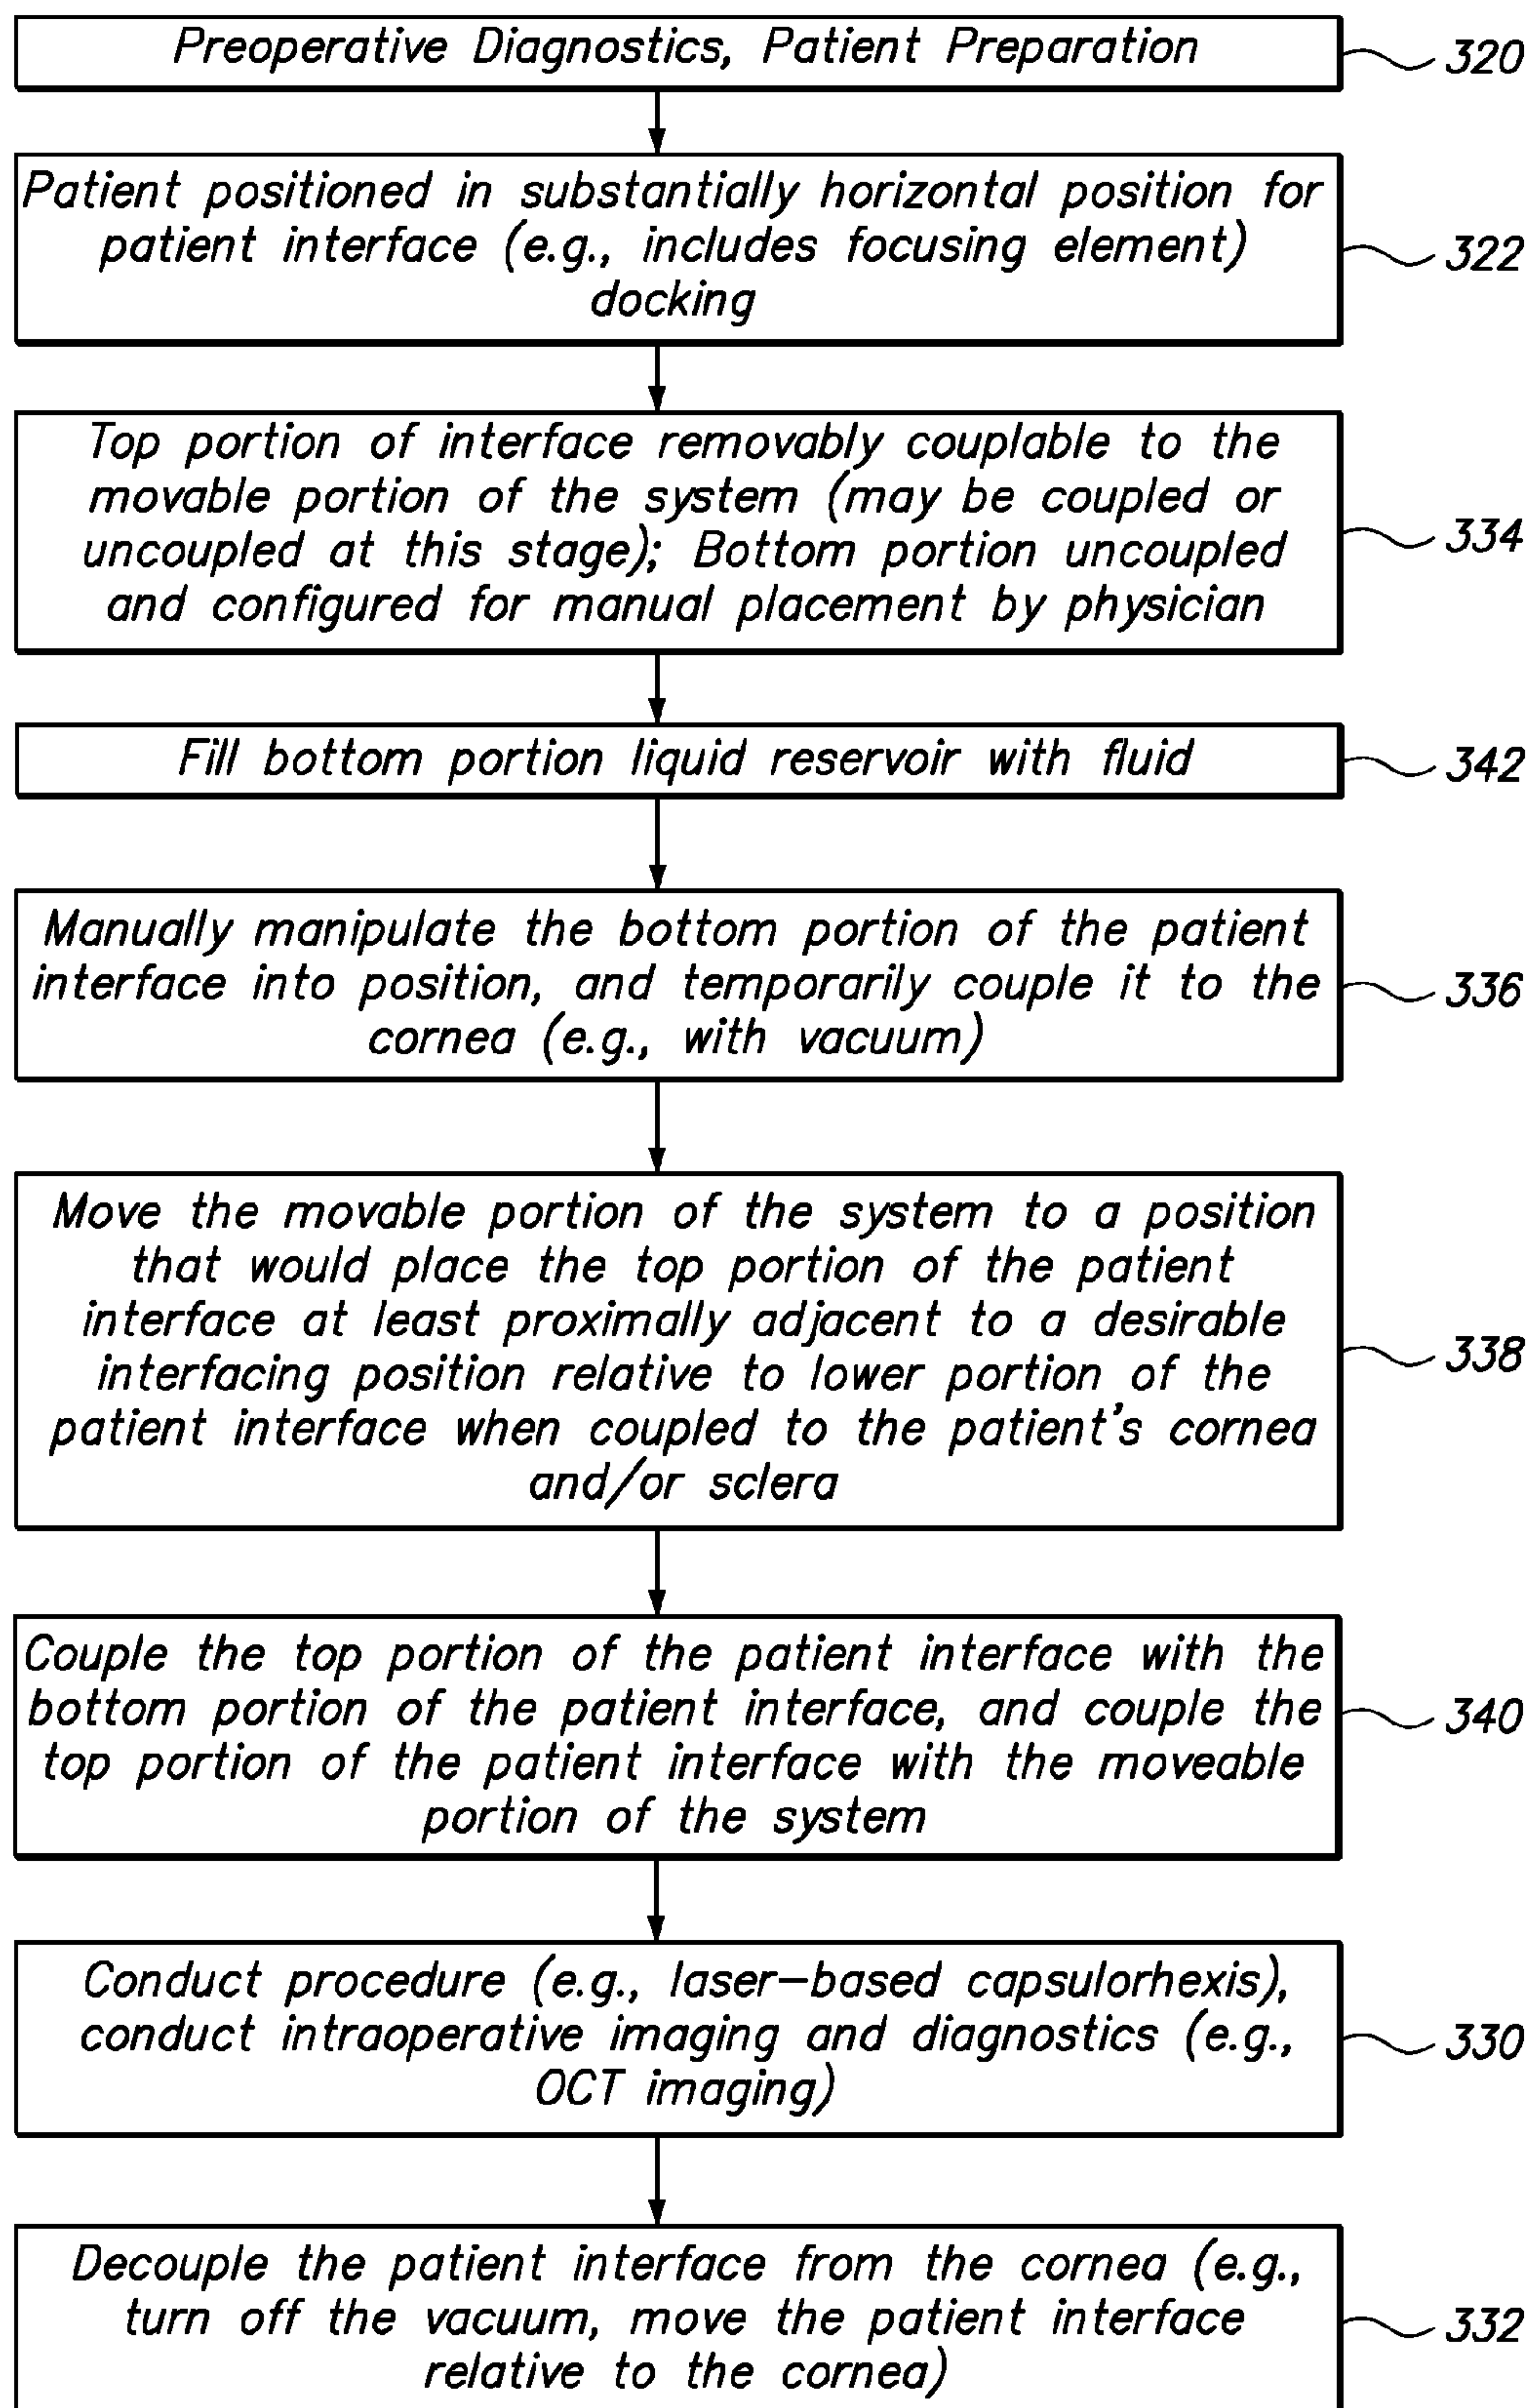 Preoperative Diagnostics, Patient Preparation
320
Patient positioned in substantially horizontal position for
patient interface (e.g., includes focusing element)
docking
322
Top portion of interface removably couplable to the
movable portion of the system (may be coupled or
uncoupled at this stage); Bottom portion uncoupled
and configured for manual placement by physician
334
Fill bottom portion liquid reservoir with fluid
342
Manually manipulate the bottom portion of the patient
interface into position, and temporarily couple it to the
cornea (e.g., with vacuum)
336
Move the movable portion of the system to a position
that would place the top portion of the patient
interface at least proximally adjacent to a desirable
interfacing position relative to lower portion of the
patient interface when coupled to the patient's cornea
and/or sclera
338
Couple the top portion of the patient interface with the
bottom portion of the patient interface, and couple the
top portion of the patient interface with the moveable
portion of the system
340
Conduct procedure (e.g., laser-based capsulorhexis),
conduct intraoperative imaging and diagnostics (e.g.,
OCT imaging)
330
Decouple the patient interface from the cornea (e.g.,
turn off the vacuum, move the patient interface
relative to the cornea)
332